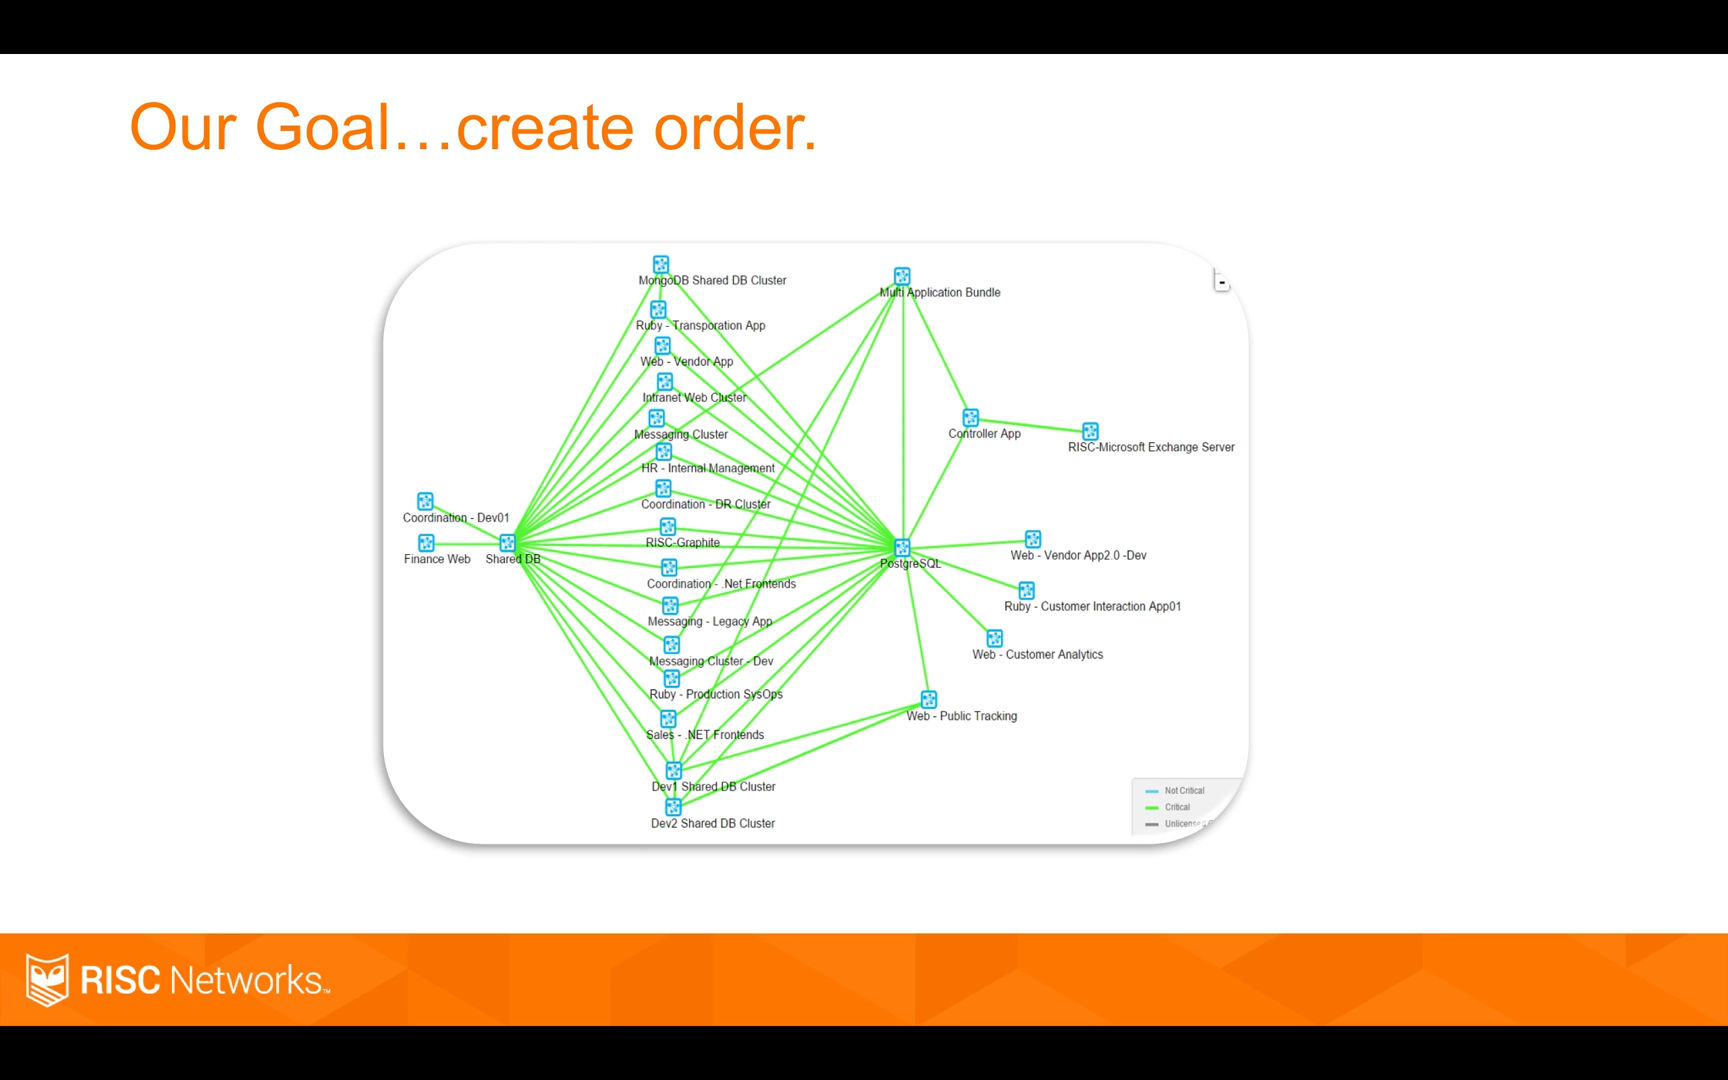 Our Goal…create order.
MongoDB Shared DB Cluster
Multi Application Bundle
-
Ruby - Transporation App
Web - Vendor App
Intranet Web Cluster
Messaging Cluster
Controller App
RISC-Microsoft Exchange Server
HR - Internal Management
Coordination - DR Cluster
Coordination - Dev01
RISC-Graphite
Finance Web
Shared DB
PostgreSQL
Web - Vendor App2.0 -Dev
Coordination - .Net Frontends
Ruby - Customer Interaction App01
Messaging - Legacy App
Web - Customer Analytics
Messaging Cluster - Dev
Ruby - Production SysOps
Web - Public Tracking
Sales - .NET Frontends
Dev1 Shared DB Cluster
Dev2 Shared DB Cluster
Not Critical
Critical
Unlicensed
RISC Networks™